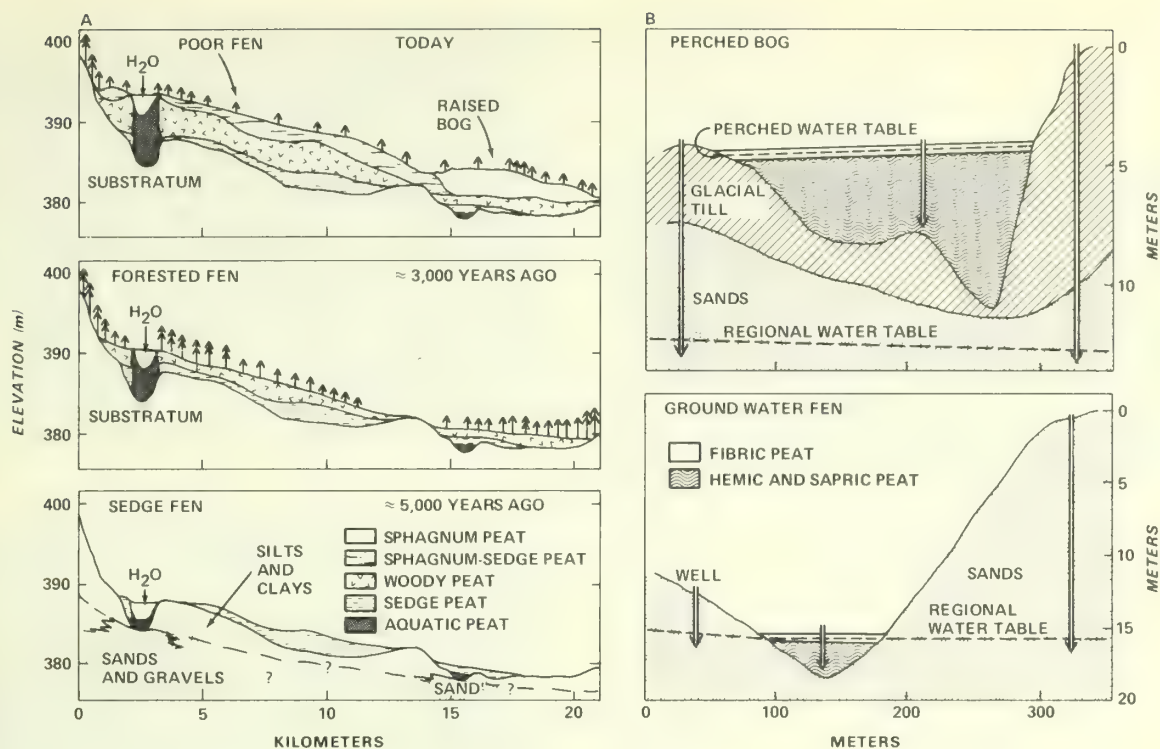 A
400
POOR FEN
TODAY
H2O
RAISED
BOG
390
SUBSTRATUM
380
FORESTED FEN
≈ 3,000 YEARS AGO
400
H2O
390
SUBSTRATUM
380
ELEVATION (m)
400
SEDGE FEN
≈ 5,000 YEARS AGO
SILTS
AND
CLAYS
SPHAGNUM PEAT
SPHAGNUM-SEDGE PEAT
WOODY PEAT
SEDGE PEAT
AQUATIC PEAT
H2O
390
SANDS
AND GRAVELS
? ? ?
SAND
380
0 5 10 15 20
KILOMETERS
B
PERCHED BOG
0
PERCHED WATER TABLE
5
GLACIAL
TILL
METERS
10
SANDS
REGIONAL WATER TABLE
GROUND WATER FEN
0
FIBRIC PEAT
HEMIC AND SAPRIC PEAT
5
METERS
10
WELL
SANDS
REGIONAL
WATER TABLE
15
20
0 100 200 300
METERS